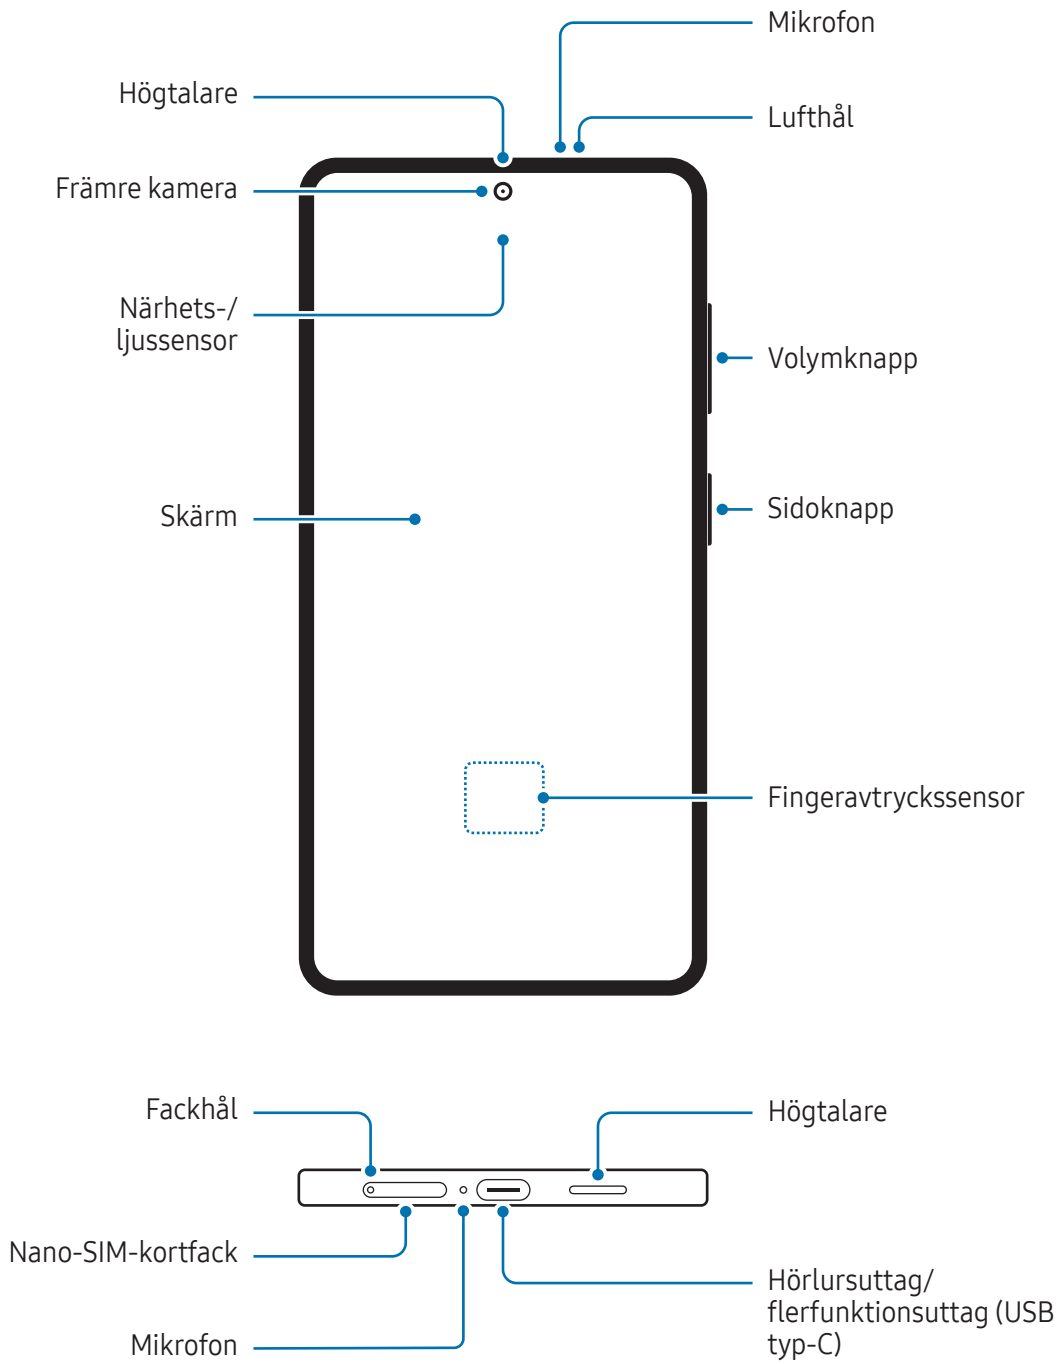 Mikrofon
Högtalare
Lufthål
Främre kamera
Närhets-/
ljussensor
Volymknapp
Skärm
Sidoknapp
Fingeravtryckssensor
Fackhål
Högtalare
Nano-SIM-kortfack
Hörlursuttag/
flerfunktionsuttag (USB
typ-C)
Mikrofon